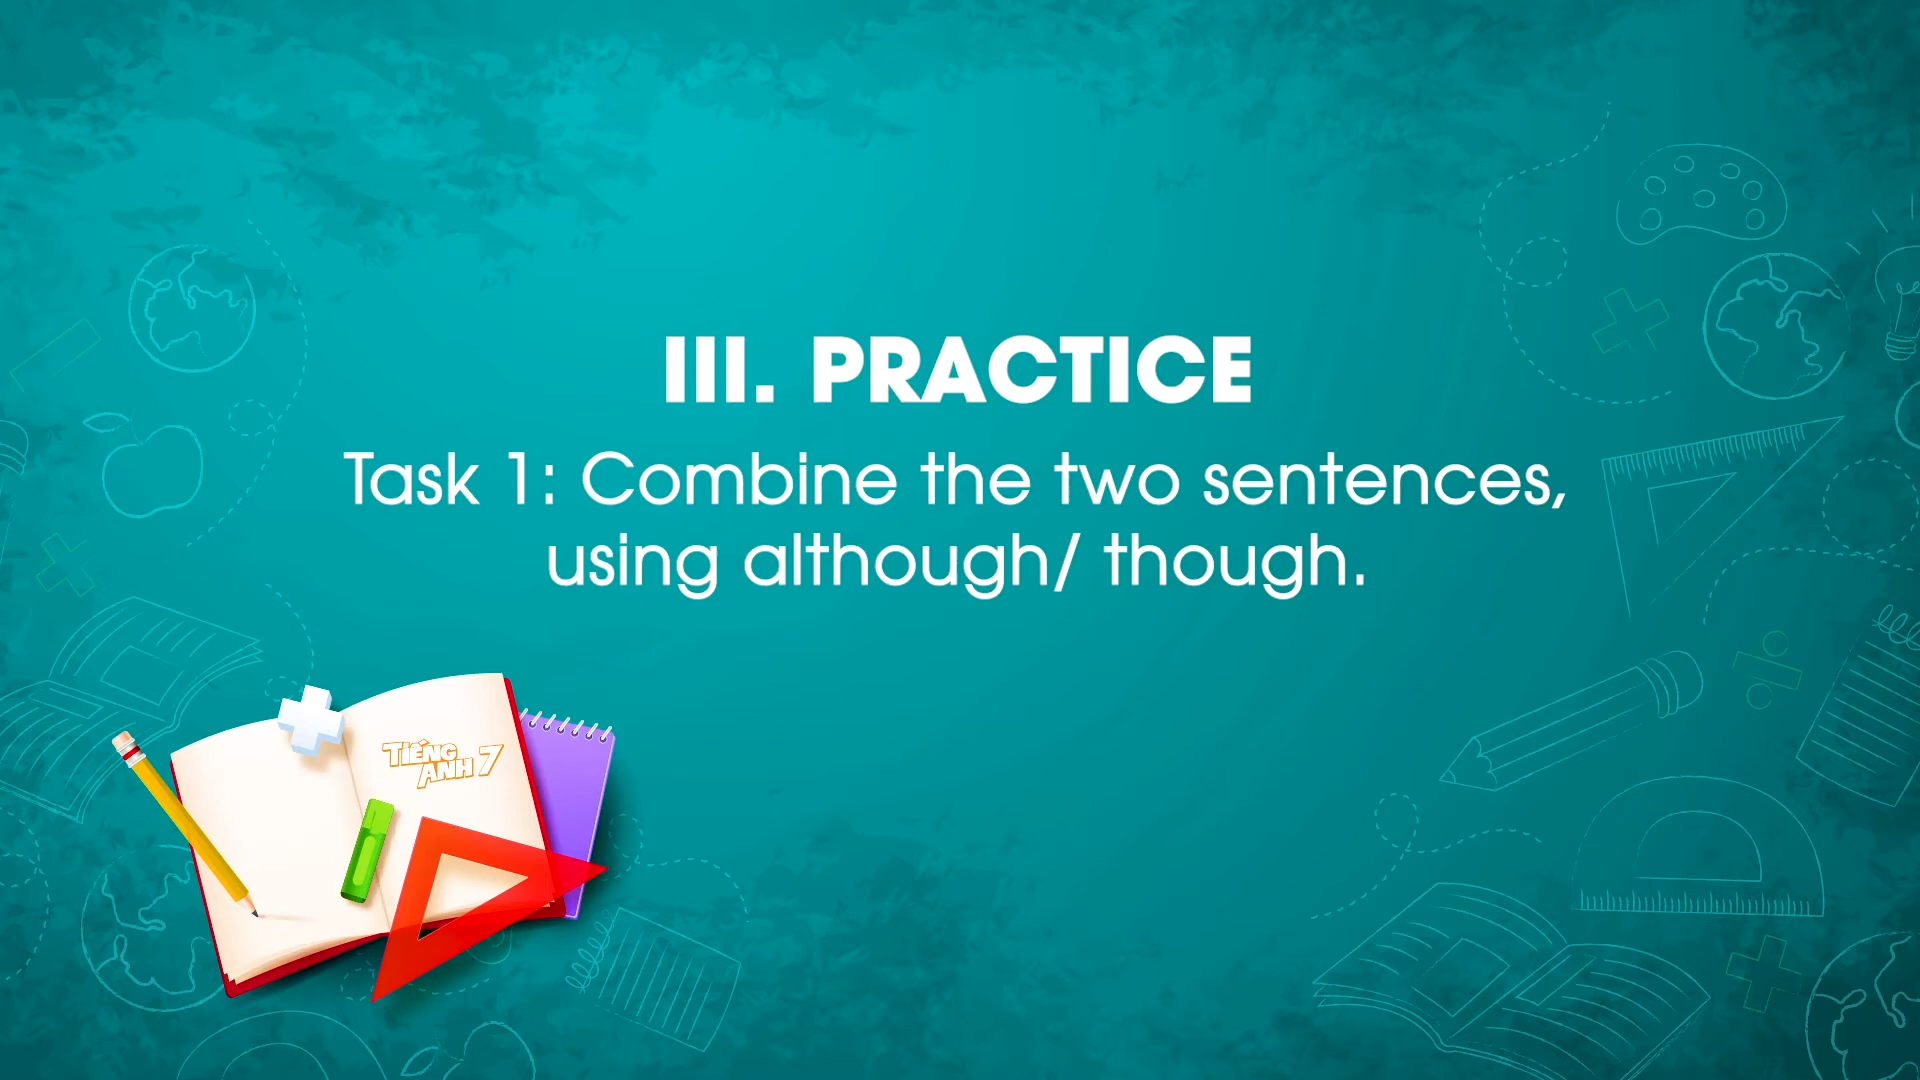 III. PRACTICE
Task 1: Combine the two sentences,
using although/ though.
TIẾNG
ANH 7